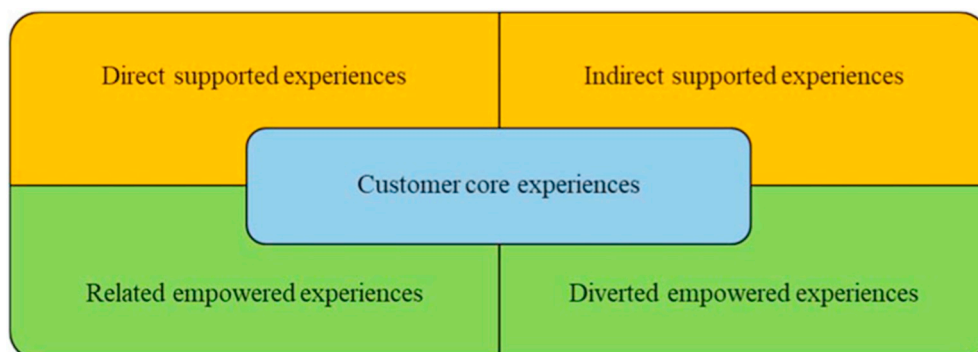 Direct supported experiences
Indirect supported experiences
Customer core experiences
Related empowered experiences
Diverted empowered experiences